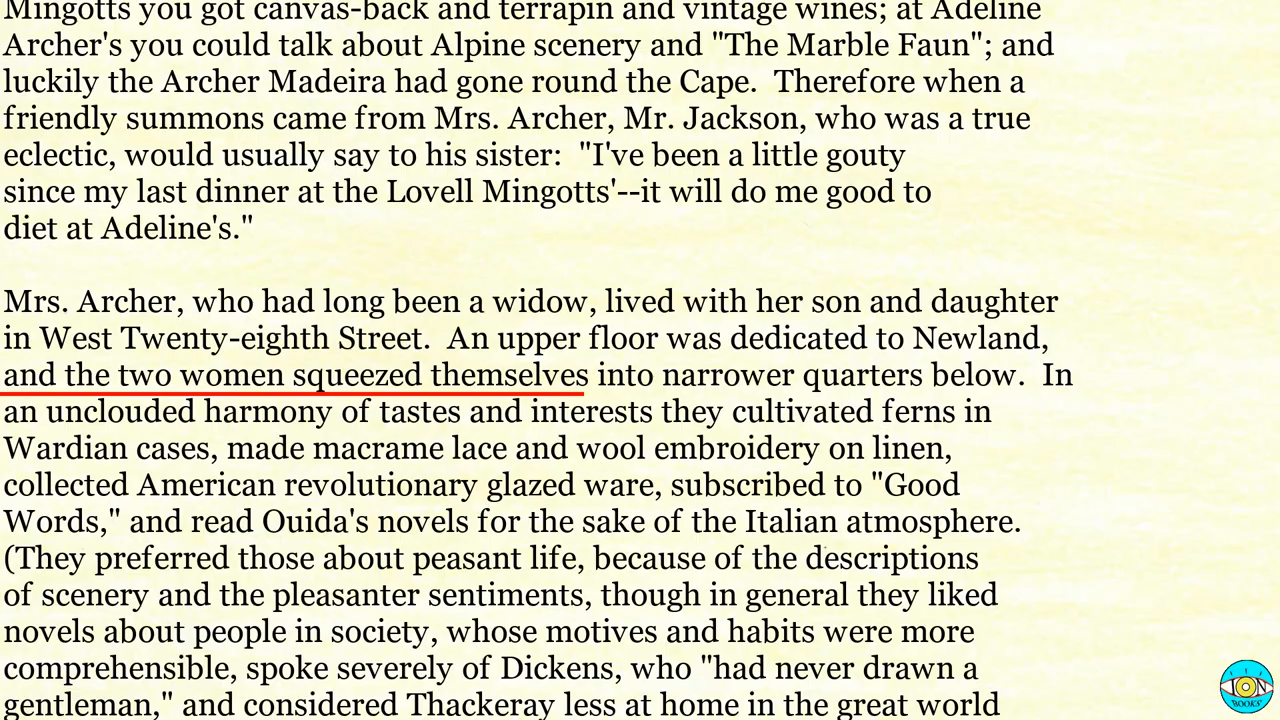 Mingotts you got canvas-back and terrapin and vintage wines; at Adeline
Archer's you could talk about Alpine scenery and "The Marble Faun"; and
luckily the Archer Madeira had gone round the Cape.  Therefore when a
friendly summons came from Mrs. Archer, Mr. Jackson, who was a true
eclectic, would usually say to his sister:  "I've been a little gouty
since my last dinner at the Lovell Mingotts'--it will do me good to
diet at Adeline's."
Mrs. Archer, who had long been a widow, lived with her son and daughter
in West Twenty-eighth Street.  An upper floor was dedicated to Newland,
and the two women squeezed themselves into narrower quarters below.  In
an unclouded harmony of tastes and interests they cultivated ferns in
Wardian cases, made macrame lace and wool embroidery on linen,
collected American revolutionary glazed ware, subscribed to "Good
Words," and read Ouida's novels for the sake of the Italian atmosphere.
(They preferred those about peasant life, because of the descriptions
of scenery and the pleasanter sentiments, though in general they liked
novels about people in society, whose motives and habits were more
comprehensible, spoke severely of Dickens, who "had never drawn a
gentleman," and considered Thackeray less at home in the great world
ION
BOOKS